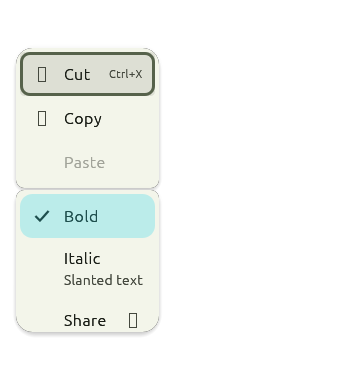 Cut Ctrl+X
Copy
Paste
Bold
Italic
Slanted text
Share